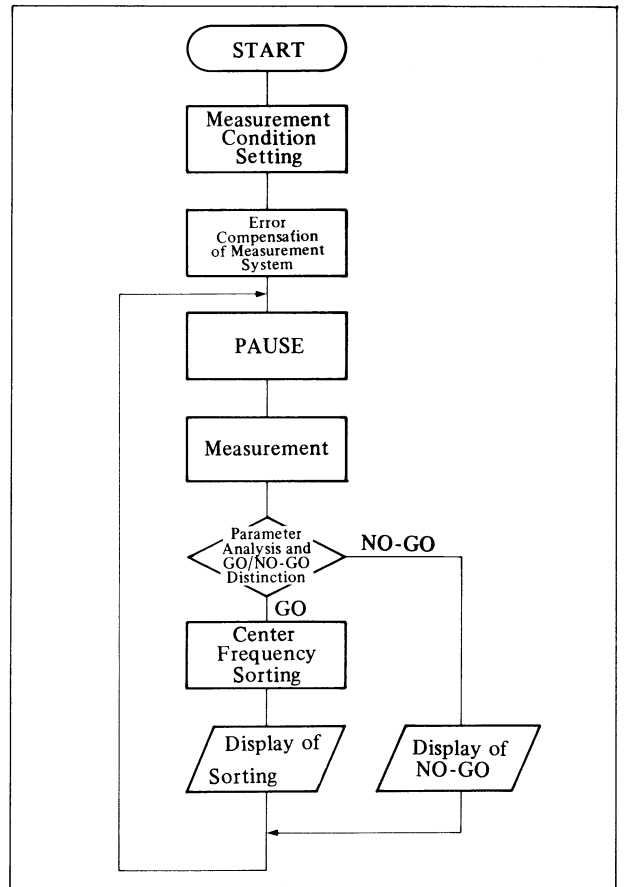 START
Measurement
Condition
Setting
Error
Compensation
of Measurement
System
PAUSE
Measurement
Parameter
Analysis and
GO/NO-GO
Distinction
NO-GO
GO
Center
Frequency
Sorting
Display of
Sorting
Display of
NO-GO